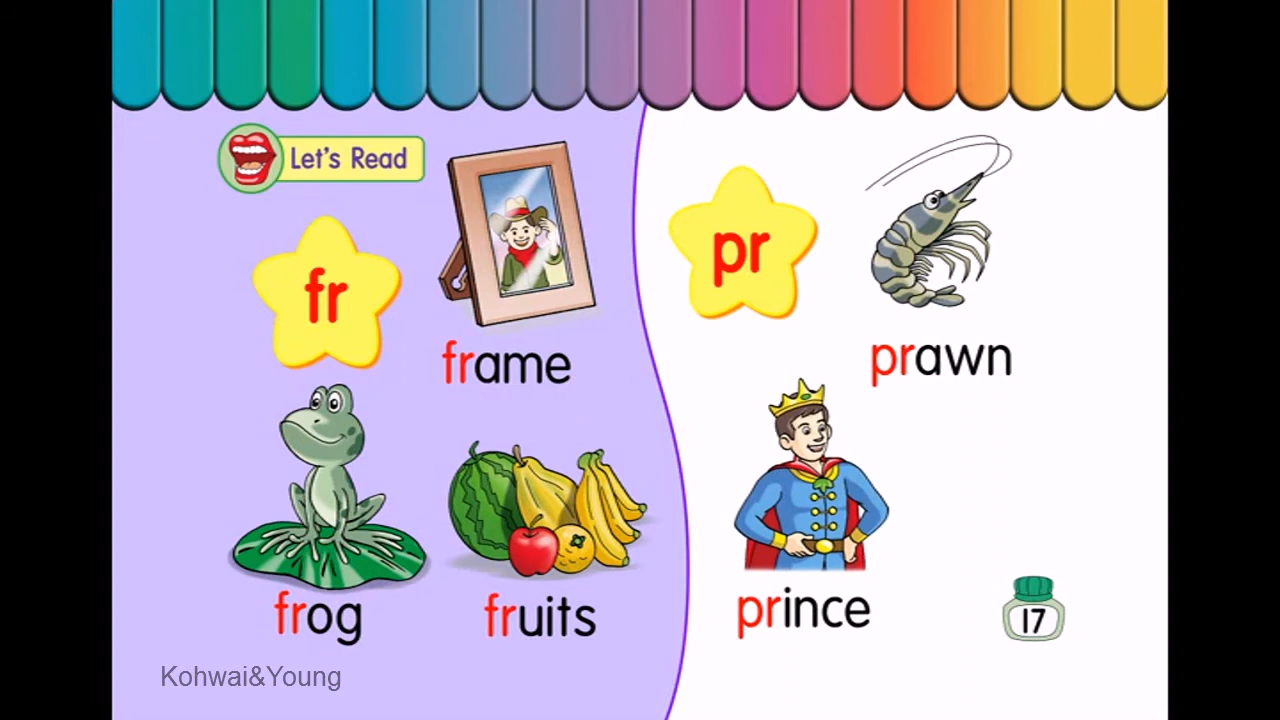 Let's Read
fr
frame
frog
fruits
pr
prawn
prince
17
Kohwai&Young